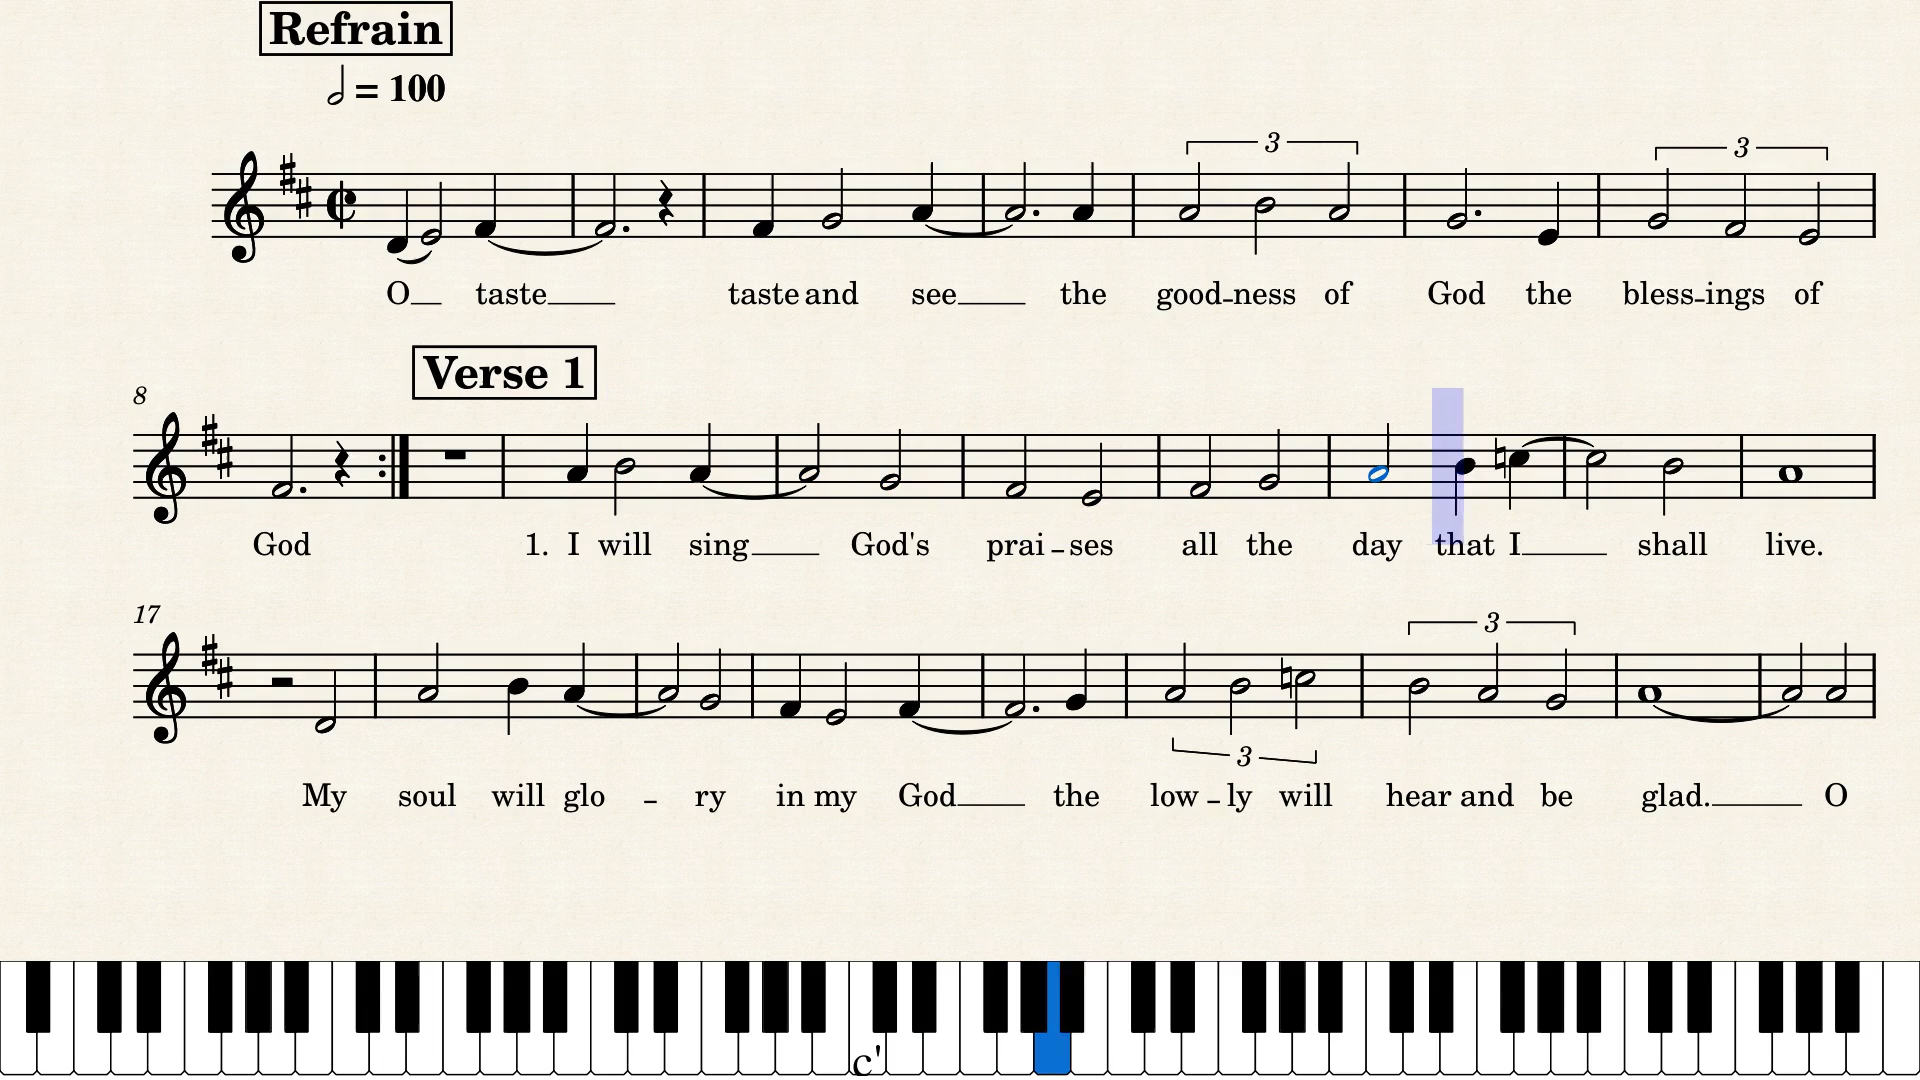 Refrain
= 100
3 3
O taste taste and see the good-ness of God the bless-ings of
Verse 1
8
God 1. I will sing God's prai-ses all the day that I shall live.
17
3
3
My soul will glo - ry in my God the low-ly will hear and be glad. O
c'